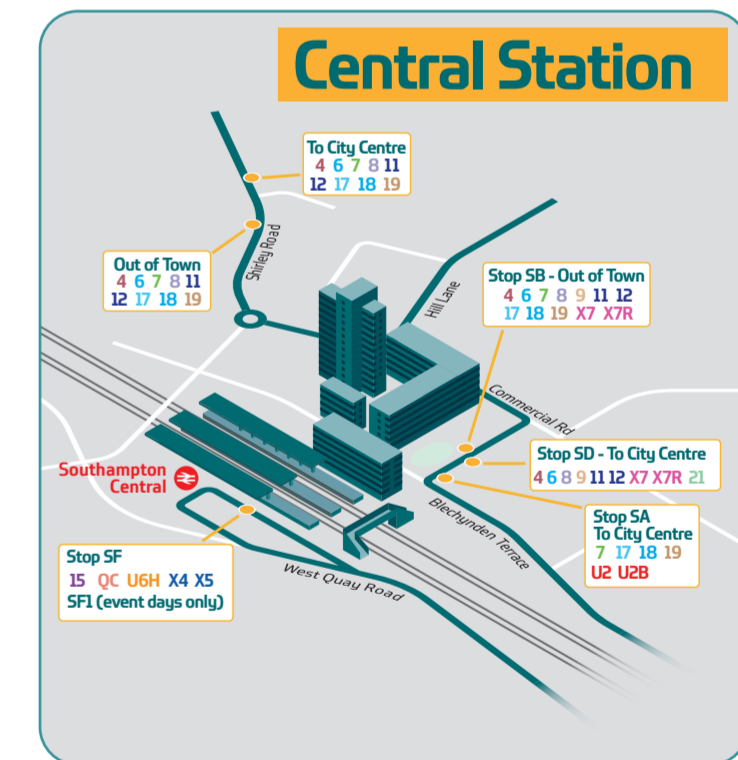 Central Station
To City Centre
4 6 7 8 11
12 17 18 19
Shirley Road
Out of Town
4 6 7 8 11
12 17 18 19
Hill Lane
Stop SB - Out of Town
4 6 7 8 9 11 12
17 18 19 X7 X7R
Commercial Rd
Stop SD - To City Centre
4 6 8 9 11 12 X7 X7R 21
Southampton
Central
Blechynden Terrace
Stop SA
To City Centre
7 17 18 19
U2 U2B
Stop SF
15 QC U6H X4 X5
SF1 (event days only)
West Quay Road